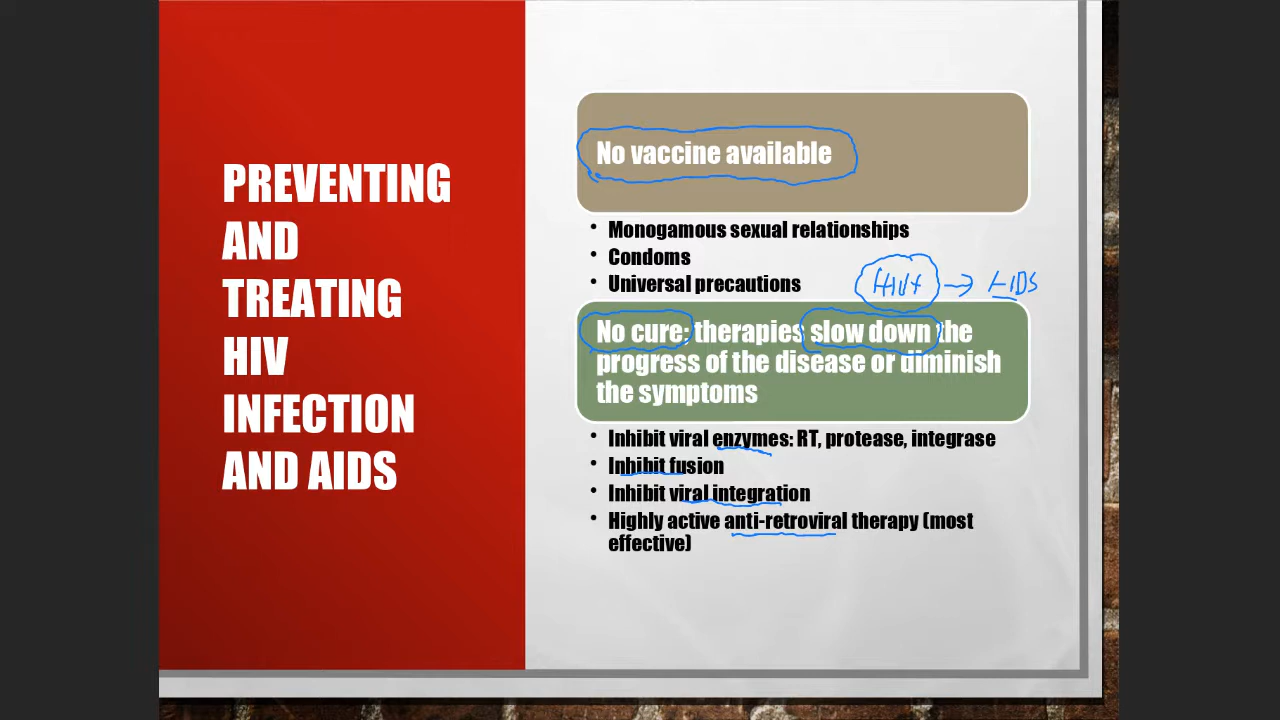 PREVENTING
AND
TREATING
HIV
INFECTION
AND AIDS
No vaccine available
• Monogamous sexual relationships
• Condoms
• Universal precautions
HIV+ → AIDS
No cure; therapies slow down the
progress of the disease or diminish
the symptoms
• Inhibit viral enzymes: RT, protease, integrase
• Inhibit fusion
• Inhibit viral integration
• Highly active anti-retroviral therapy (most
effective)